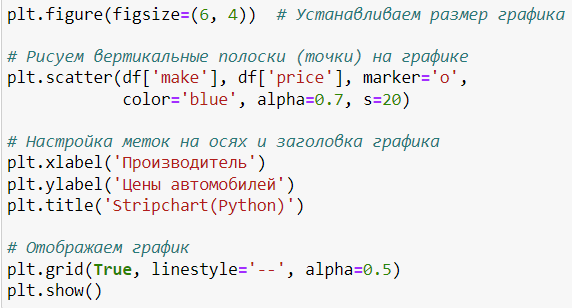 plt.figure(figsize=(6, 4))  # Устанавливаем размер графика
# Рисуем вертикальные полоски (точки) на графике
plt.scatter(df['make'], df['price'], marker='o',
            color='blue', alpha=0.7, s=20)
# Настройка меток на осях и заголовка графика
plt.xlabel('Производитель')
plt.ylabel('Цены автомобилей')
plt.title('Stripchart(Python)')
# Отображаем график
plt.grid(True, linestyle='--', alpha=0.5)
plt.show()